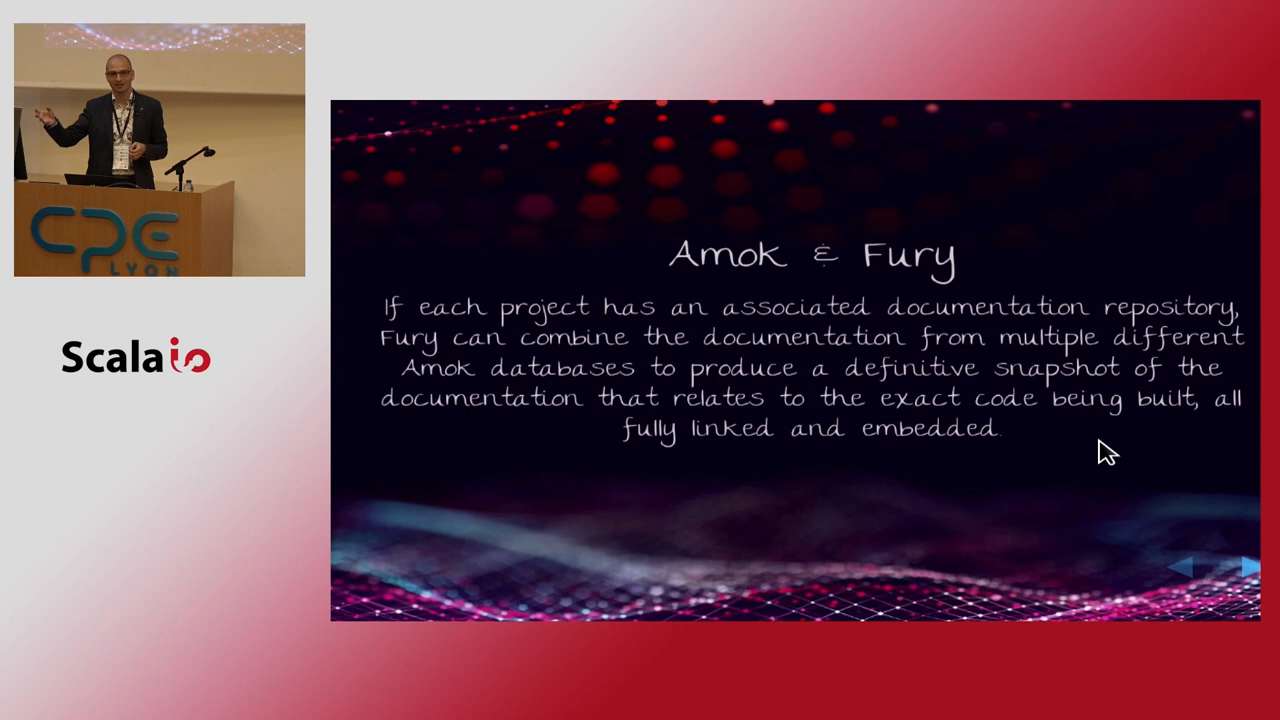 CPE
LYON
Scala io
Amok & Fury
If each project has an associated documentation repository,
Fury can combine the documentation from multiple different
Amok databases to produce a definitive snapshot of the
documentation that relates to the exact code being built, all
fully linked and embedded.